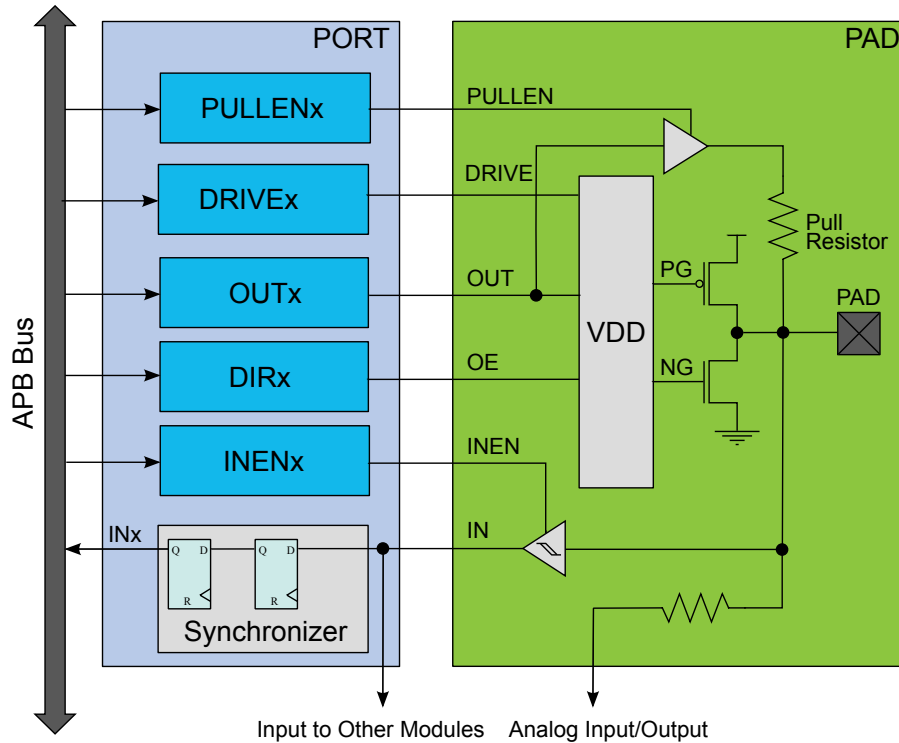 PORT
PAD
PULLENx
PULLEN
DRIVEx
DRIVE
Pull
Resistor
OUTx
OUT
PG
PAD
VDD
DIRx
OE
NG
APB Bus
INENx
INEN
INx
IN
Q D
Q D
R
R
Synchronizer
Input to Other Modules
Analog Input/Output